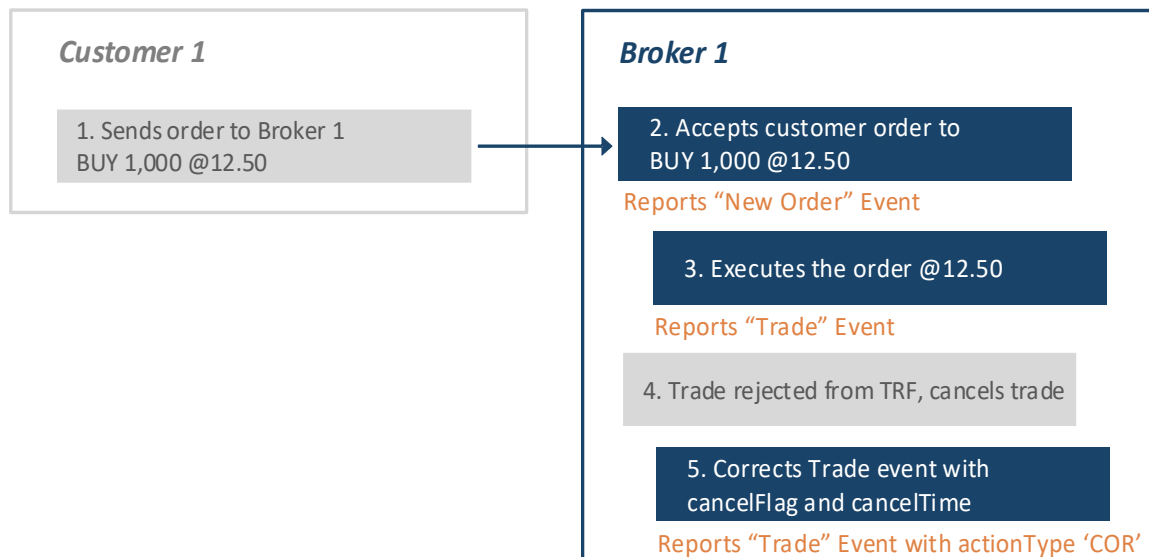 Customer 1
1. Sends order to Broker 1
BUY 1,000 @12.50
Broker 1
2. Accepts customer order to
BUY 1,000 @12.50
Reports “New Order” Event
3. Executes the order @12.50
Reports “Trade” Event
4. Trade rejected from TRF, cancels trade
5. Corrects Trade event with
cancelFlag and cancelTime
Reports “Trade” Event with actionType ‘COR’